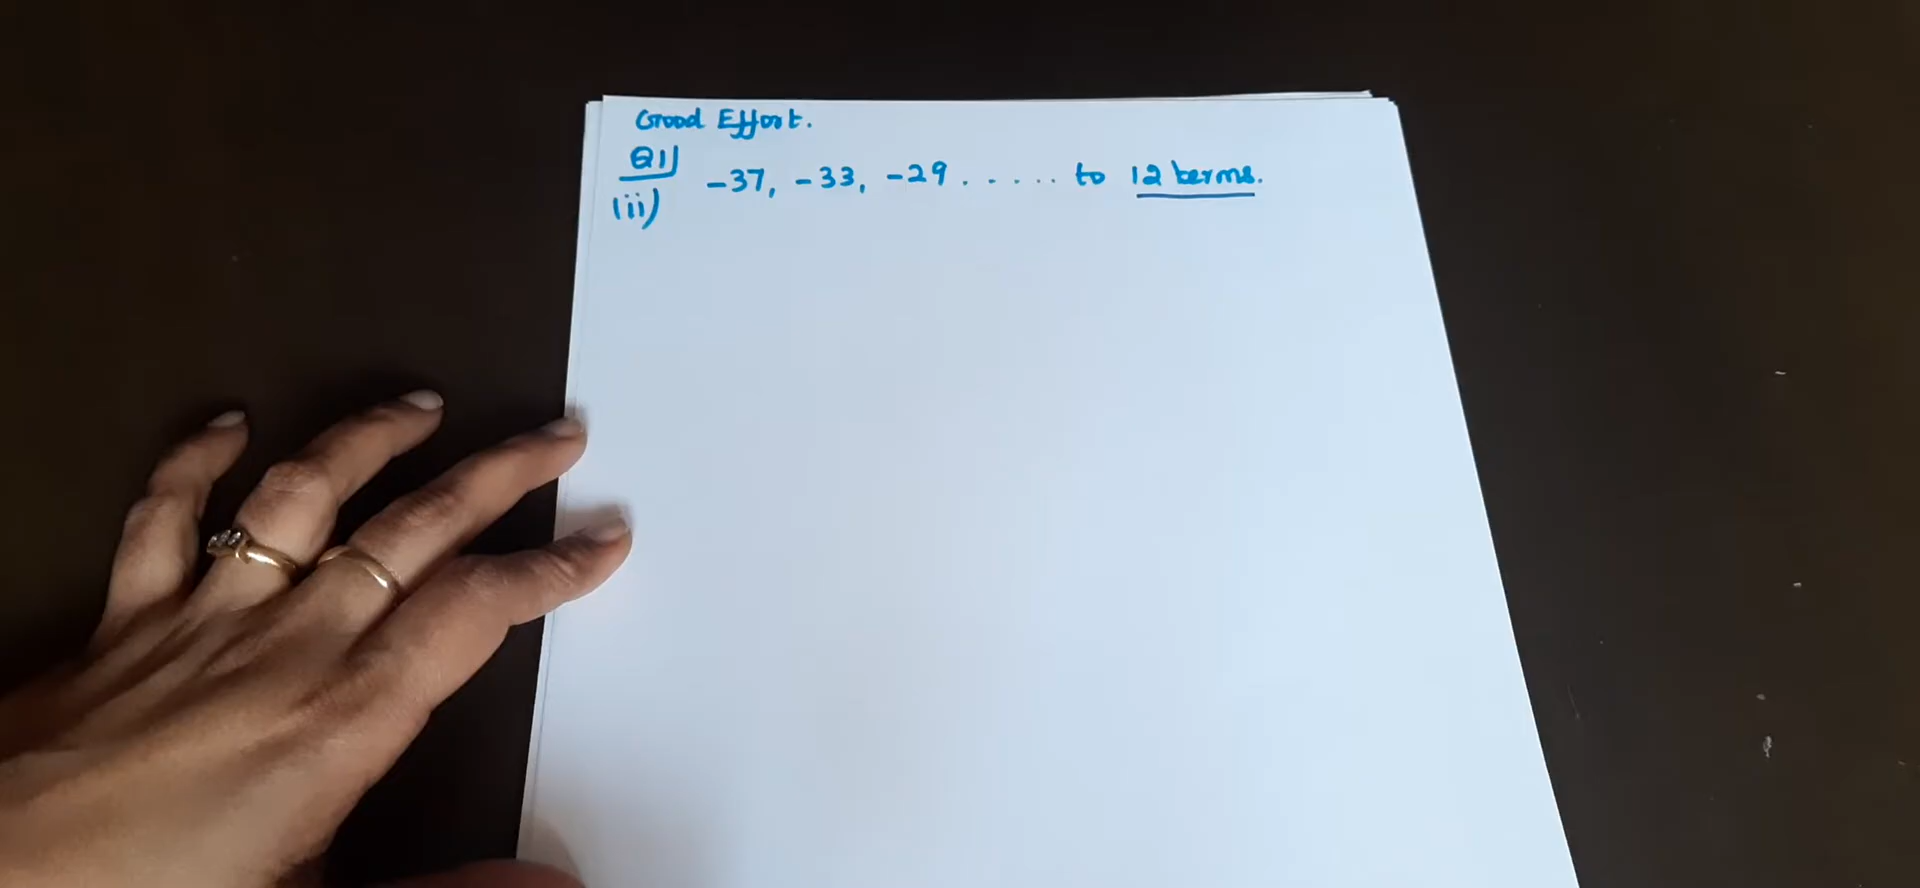 Good Effort.
Q1)
(ii) -37, -33, -29 . . . . . to 12 terms.